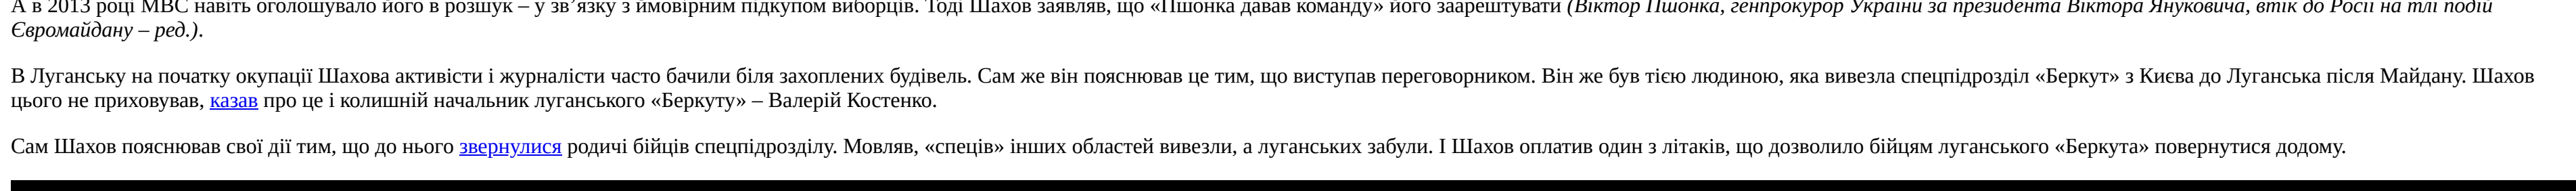 А в 2013 році МВС навіть оголошувало його в розшук – у зв’язку з ймовірним підкупом виборців. Тоді Шахов заявляв, що «Пшонка давав команду» його заарештувати (Віктор Пшонка, генпрокурор України за президента Віктора Януковича, втік до Росії на тлі подій
Євромайдану – ред.).
В Луганську на початку окупації Шахова активісти і журналісти часто бачили біля захоплених будівель. Сам же він пояснював це тим, що виступав переговорником. Він же був тією людиною, яка вивезла спецпідрозділ «Беркут» з Києва до Луганська після Майдану. Шахов
цього не приховував, казав про це і колишній начальник луганського «Беркуту» – Валерій Костенко.
Сам Шахов пояснював свої дії тим, що до нього звернулися родичі бійців спецпідрозділу. Мовляв, «спеців» інших областей вивезли, а луганських забули. І Шахов оплатив один з літаків, що дозволило бійцям луганського «Беркута» повернутися додому.